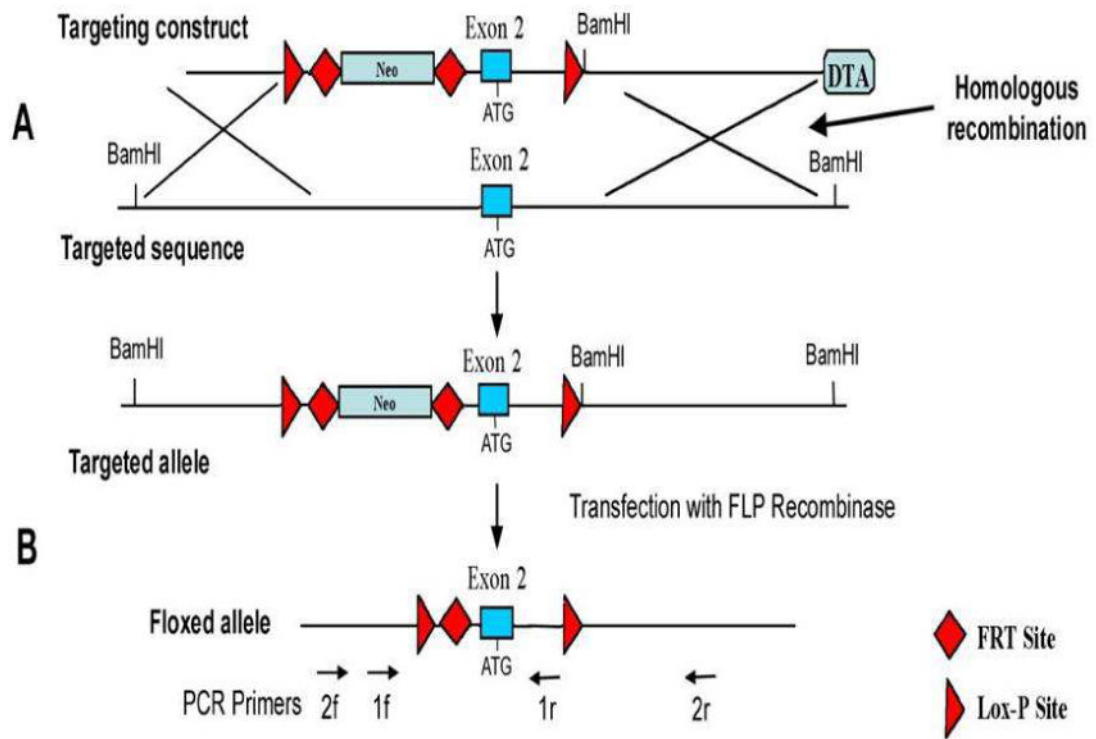 Targeting construct
Exon 2
BamHI
Neo
DTA
ATG
Homologous
recombination
A
BamHI
Exon 2
BamHI
ATG
Targeted sequence
BamHI
Exon 2
BamHI
BamHI
Neo
ATG
Targeted allele
Transfection with FLP Recombinase
B
Exon 2
Floxed allele
ATG
FRT Site
PCR Primers 2f 1f 1r 2r
Lox-P Site